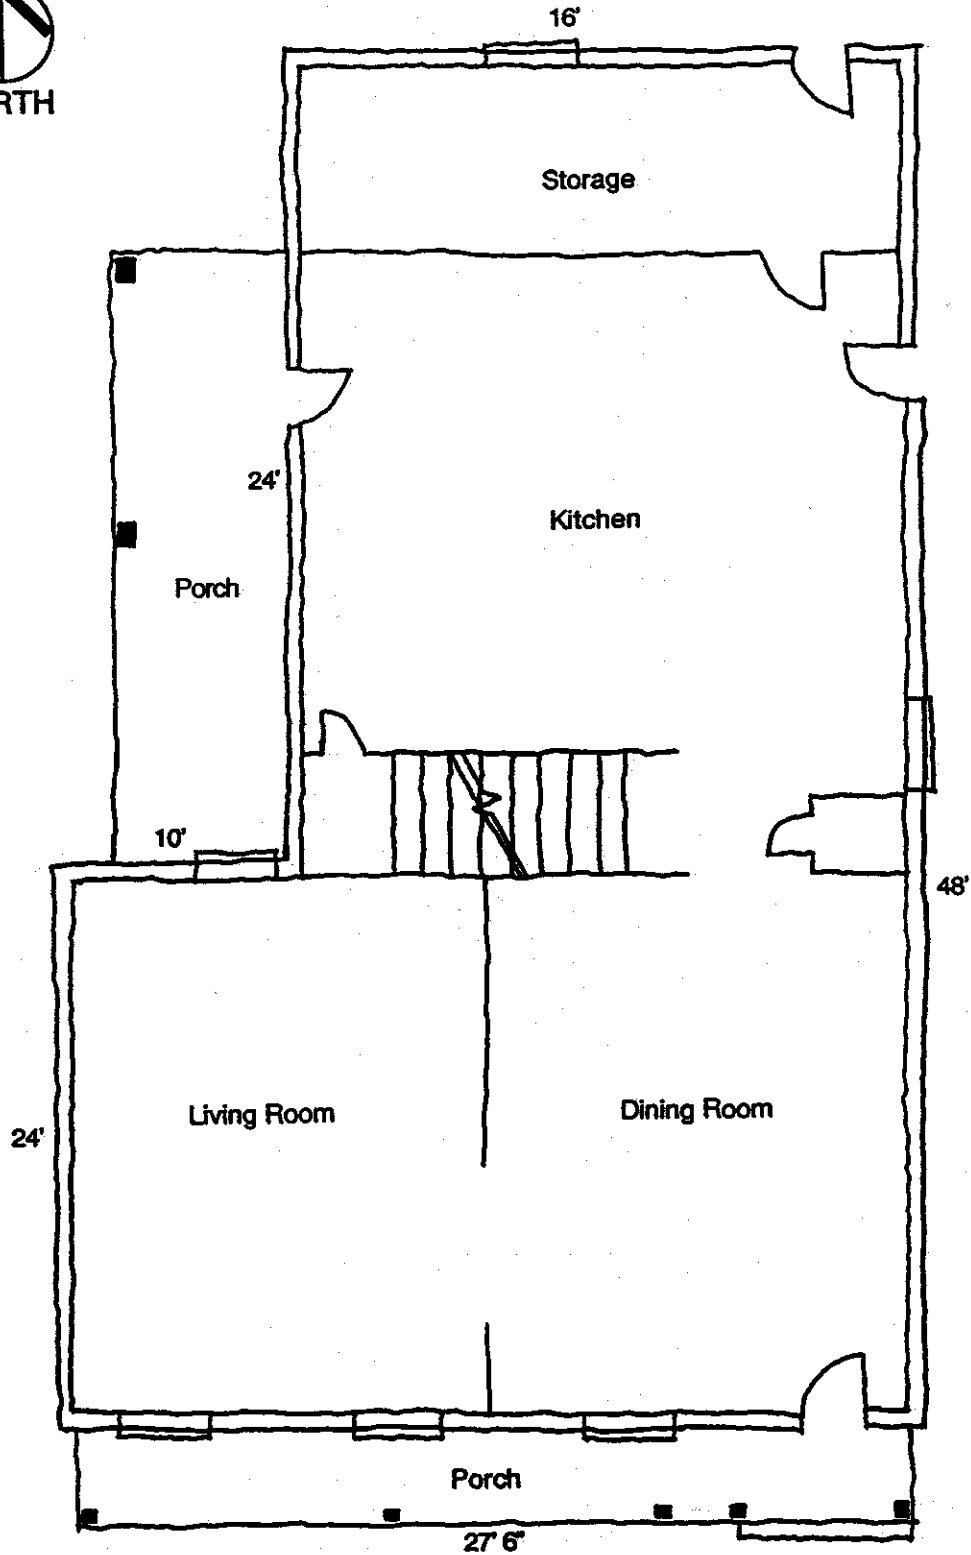 16'
RTH
Storage
24'
Kitchen
Porch
10'
48'
Living Room
Dining Room
24'
Porch
27' 6"